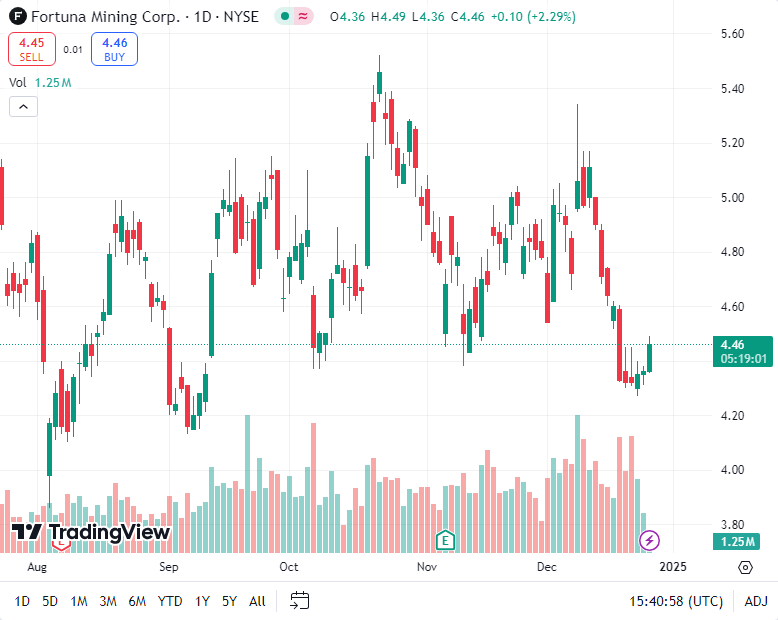 Fortuna Mining Corp. · 1D · NYSE O4.36 H4.49 L4.36 C4.46 +0.10 (+2.29%)
4.45 SELL 0.01 4.46 BUY
Vol 1.25M
5.60
5.40
5.20
5.00
4.80
4.60
4.46
05:19:01
4.20
4.00
3.80
1.25M
E E
TradingView
Aug Sep Oct Nov Dec 2025
1D 5D 1M 3M 6M YTD 1Y 5Y All 15:40:58 (UTC) ADJ